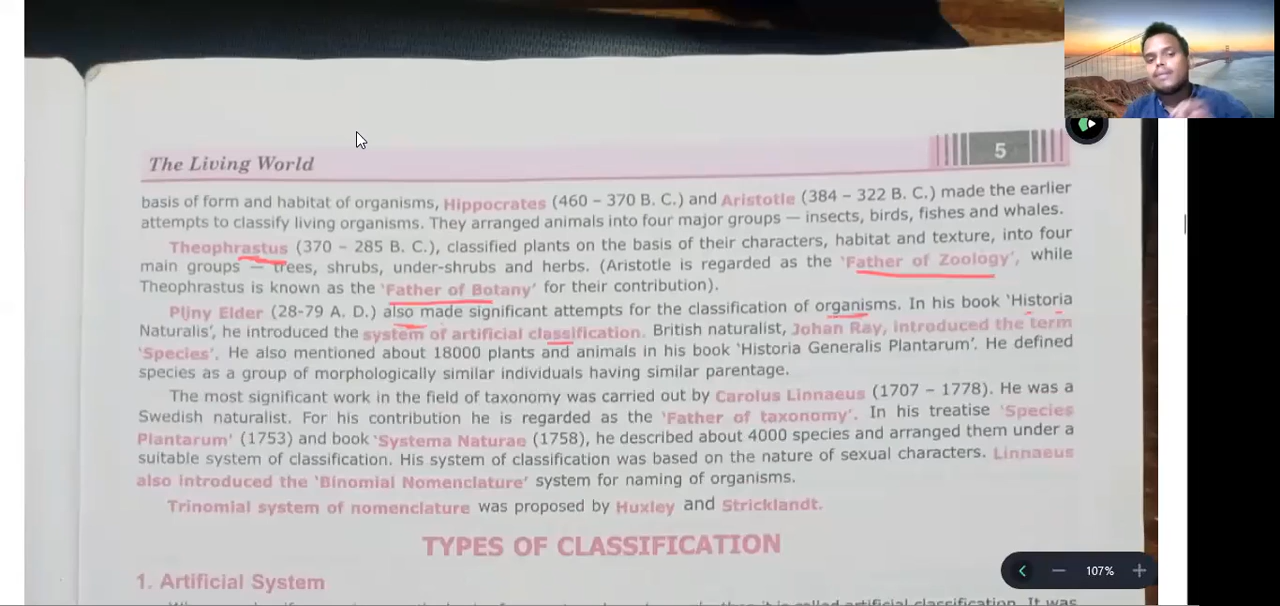 The Living World
5
basis of form and habitat of organisms, Hippocrates (460 – 370 B. C.) and Aristotle (384 – 322 B. C.) made the earlier
attempts to classify living organisms. They arranged animals into four major groups — insects, birds, fishes and whales.
Theophrastus (370 – 285 B. C.), classified plants on the basis of their characters, habitat and texture, into four
main groups — trees, shrubs, under-shrubs and herbs. (Aristotle is regarded as the 'Father of Zoology', while
Theophrastus is known as the 'Father of Botany' for their contribution).
Pliny Elder (28-79 A. D.) also made significant attempts for the classification of organisms. In his book 'Historia
Naturalis', he introduced the system of artificial classification. British naturalist, Johan Ray, introduced the term
'Species'. He also mentioned about 18000 plants and animals in his book 'Historia Generalis Plantarum'. He defined
species as a group of morphologically similar individuals having similar parentage.
The most significant work in the field of taxonomy was carried out by Carolus Linnaeus (1707 – 1778). He was a
Swedish naturalist. For his contribution he is regarded as the 'Father of taxonomy'. In his treatise 'Species
Plantarum' (1753) and book 'Systema Naturae (1758), he described about 4000 species and arranged them under a
suitable system of classification. His system of classification was based on the nature of sexual characters. Linnaeus
also introduced the 'Binomial Nomenclature' system for naming of organisms.
Trinomial system of nomenclature was proposed by Huxley and Stricklandt.
TYPES OF CLASSIFICATION
1. Artificial System
107%
artificial classification. It was